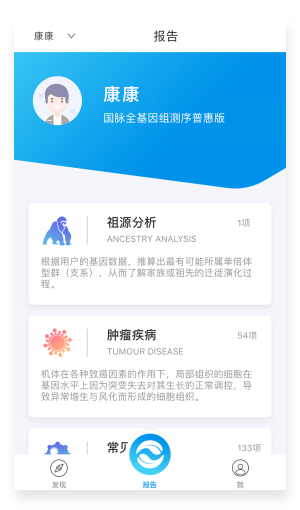 康康
报告
康康
国脉全基因组测序普惠版
祖源分析
1项
ANCESTRY ANALYSIS
根据用户的基因数据，推算出最有可能所属单倍体
型群（支系），从而了解家族或祖先的迁徙演化过
程。
肿瘤疾病
54项
TUMOUR DISEASE
机体在各种致癌因素的作用下，局部组织的细胞在
基因水平上因为突变失去对其生长的正常调控，导
致异常增生与风化而形成的细胞组织。
常见
133项
发现
报告
我